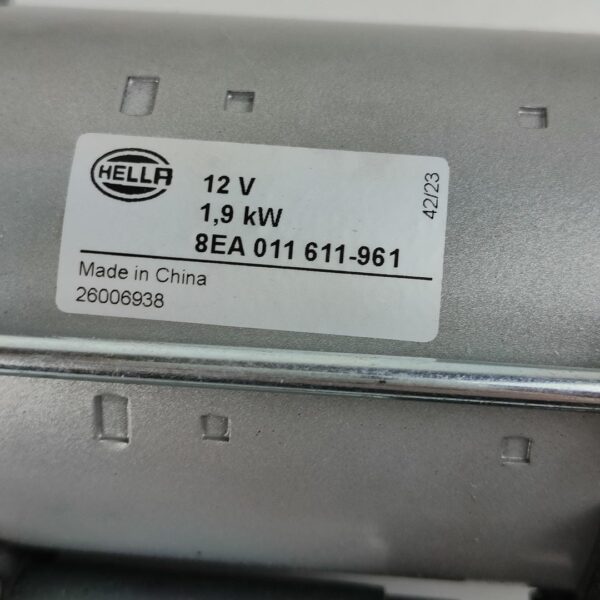 HELLA
12 V
1,9 kW
8EA 011 611-961
Made in China
26006938
42/23